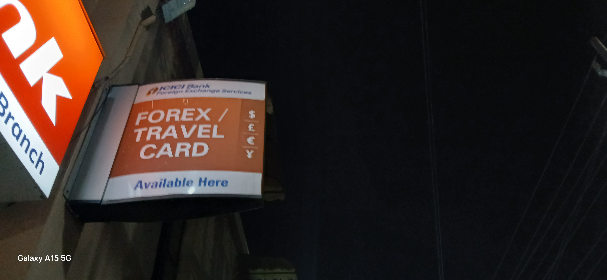 nk
Branch
ICICI Bank
Foreign Exchange Services
FOREX /
TRAVEL
CARD
$
£
€
¥
Available Here
Galaxy A15 5G